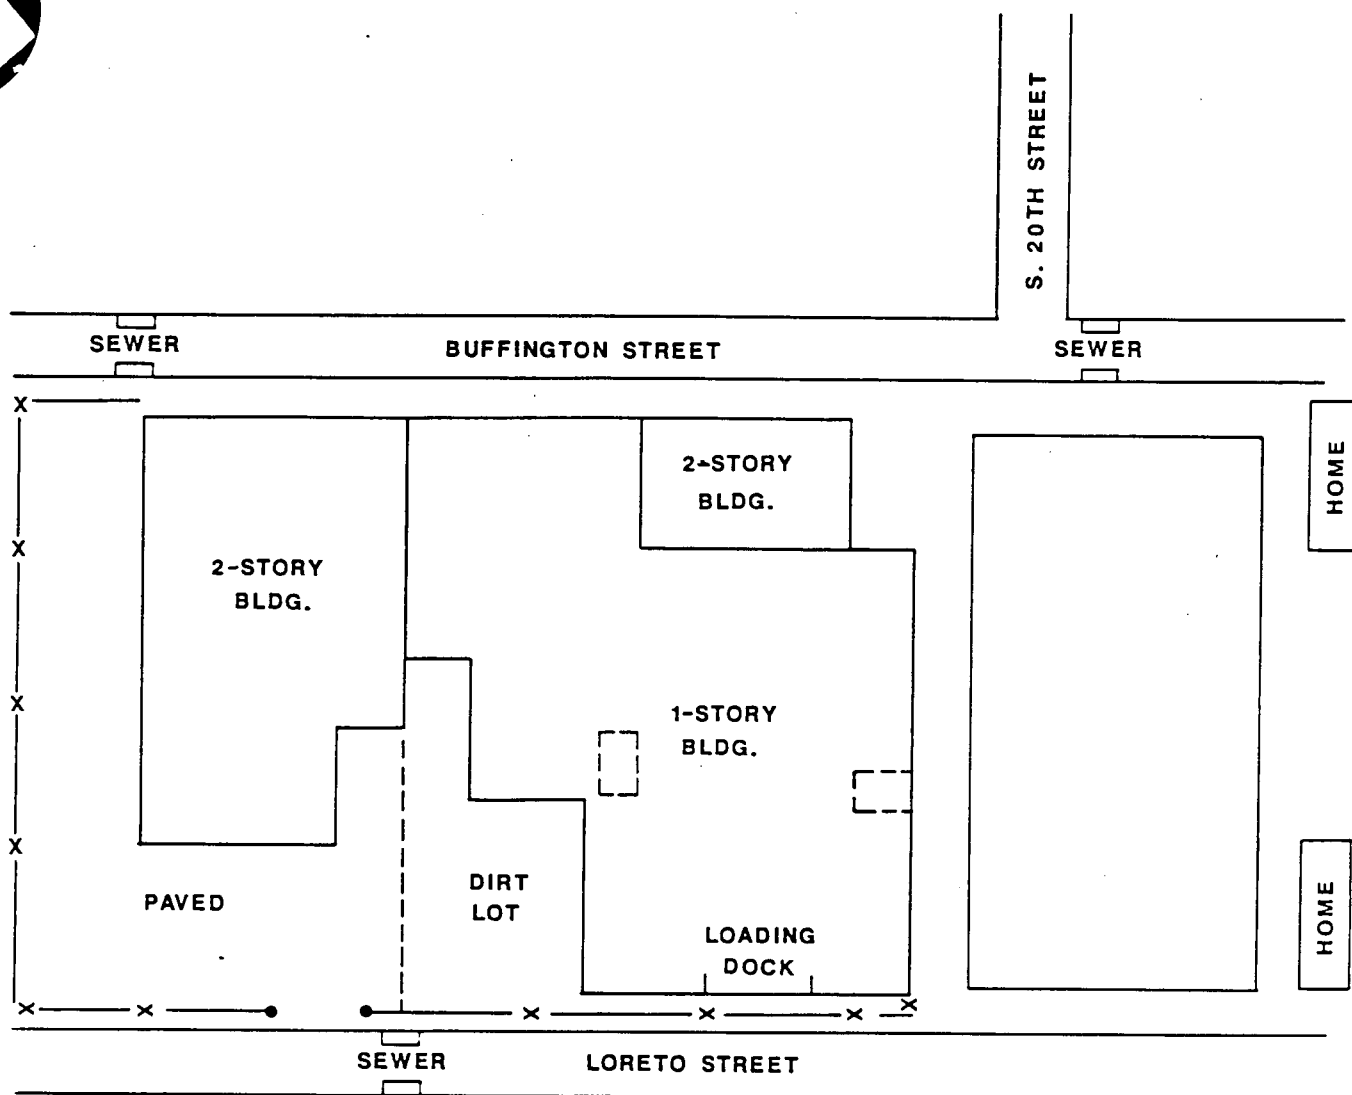 S. 20TH STREET
SEWER
BUFFINGTON STREET
SEWER
2-STORY
BLDG.
HOME
2-STORY
BLDG.
1-STORY
BLDG.
PAVED
DIRT
LOT
LOADING
DOCK
HOME
SEWER
LORETO STREET